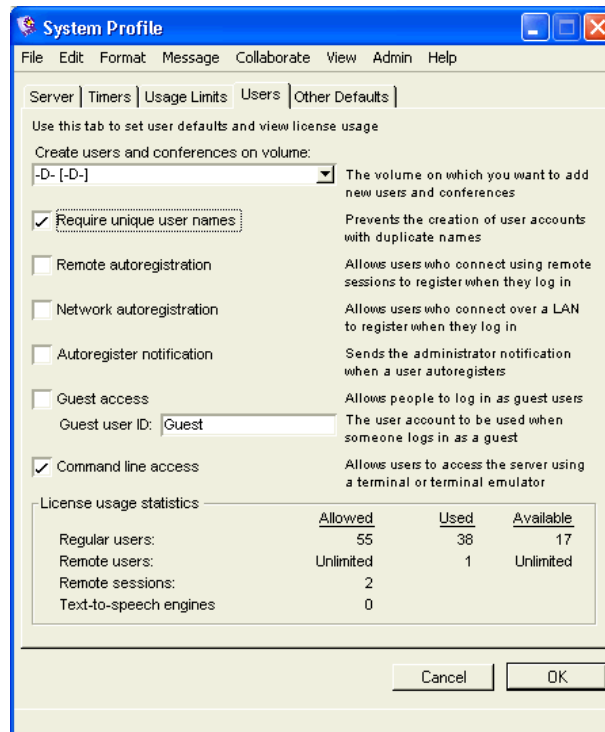 System Profile
File Edit Format Message Collaborate View Admin Help
Server Timers Usage Limits Users Other Defaults
Use this tab to set user defaults and view license usage
Create users and conferences on volume:
-D- [-D-]
The volume on which you want to add
new users and conferences
Require unique user names
Prevents the creation of user accounts
with duplicate names
Remote autoregistration
Allows users who connect using remote
sessions to register when they log in
Network autoregistration
Allows users who connect over a LAN
to register when they log in
Autoregister notification
Sends the administrator notification
when a user autoregisters
Guest access
Allows people to log in as guest users
Guest user ID: Guest
The user account to be used when
someone logs in as a guest
Command line access
Allows users to access the server using
a terminal or terminal emulator
License usage statistics
Allowed Used Available
Regular users: 55 38 17
Remote users: Unlimited 1 Unlimited
Remote sessions: 2
Text-to-speech engines 0
Cancel OK